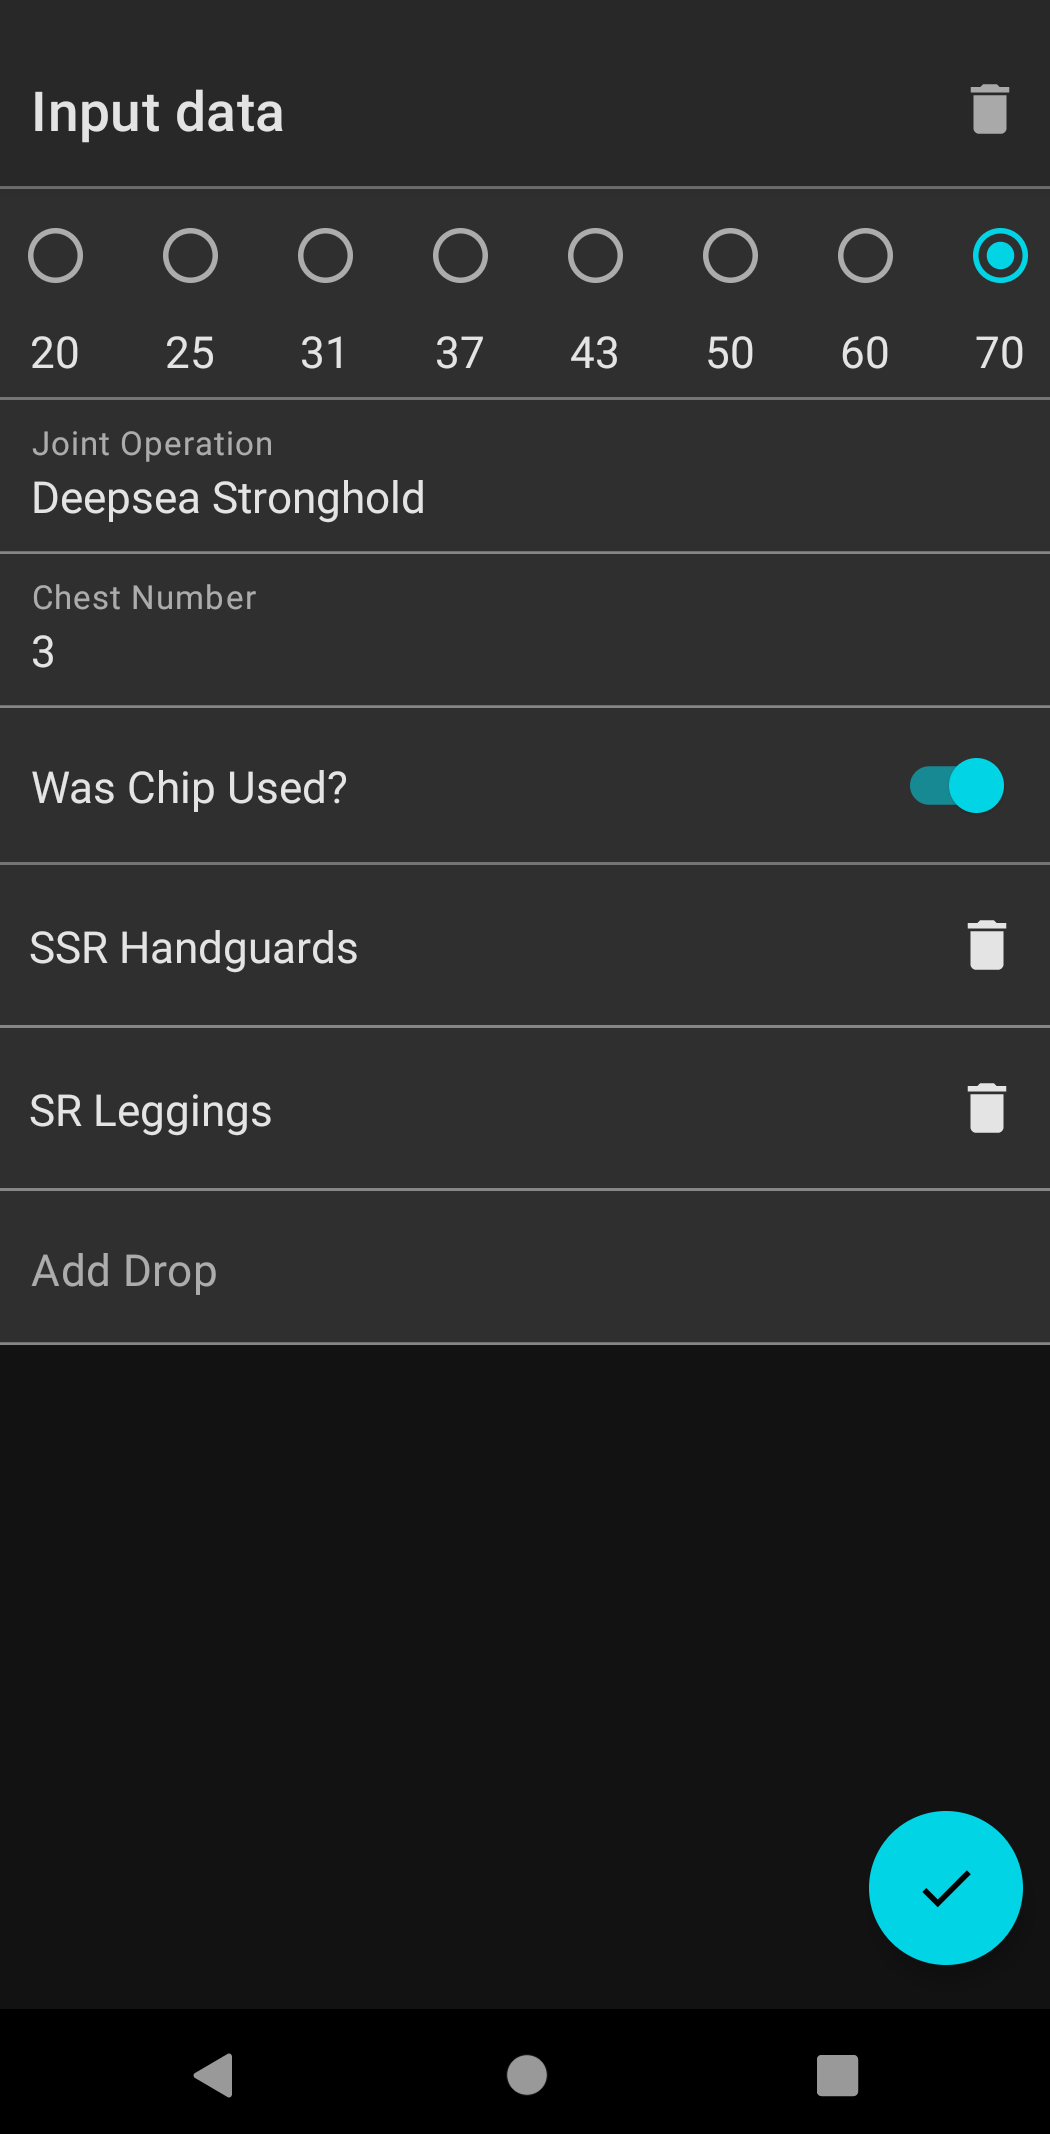 Input data
20 25 31 37 43 50 60 70
Joint Operation
Deepsea Stronghold
Chest Number
3
Was Chip Used?
SSR Handguards
SR Leggings
Add Drop